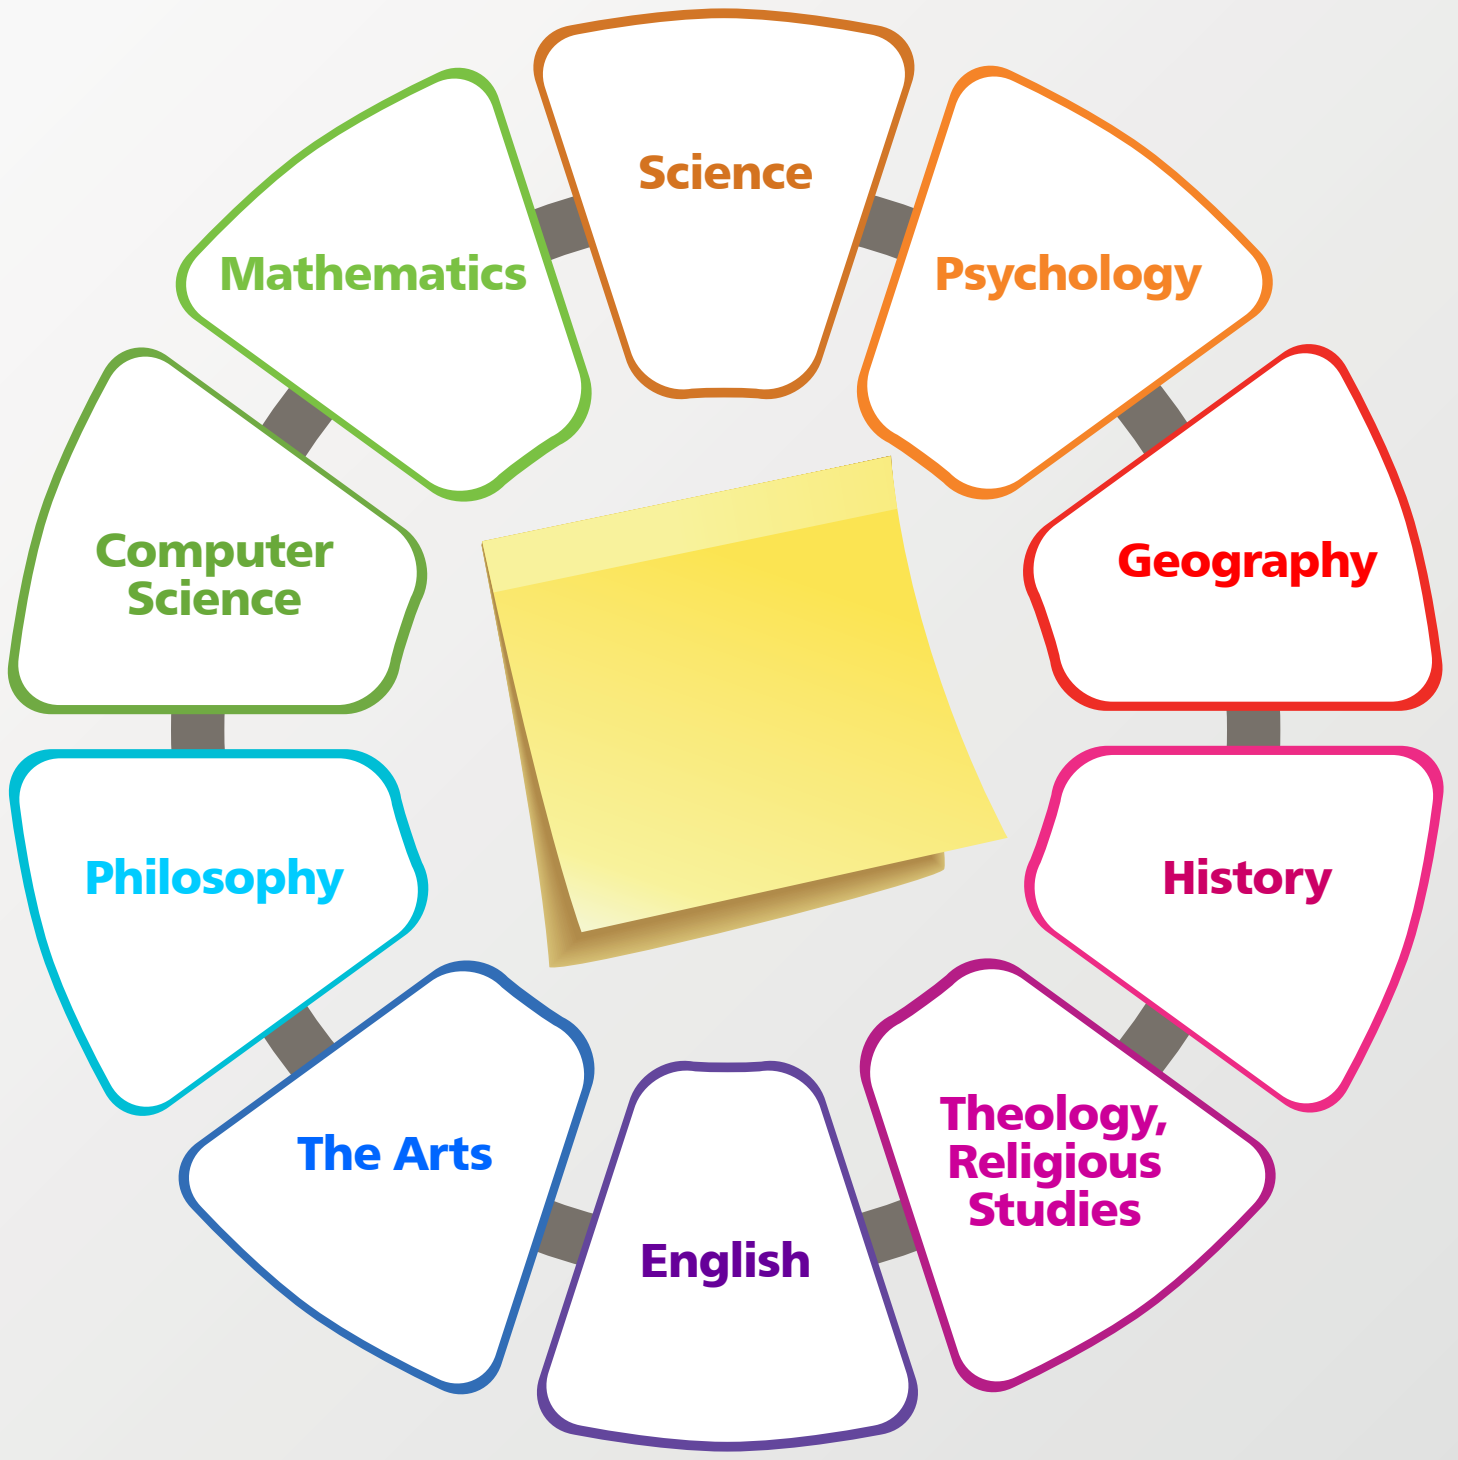 Science
Mathematics
Psychology
Computer
Science
Geography
Philosophy
History
The Arts
Theology,
Religious
Studies
English